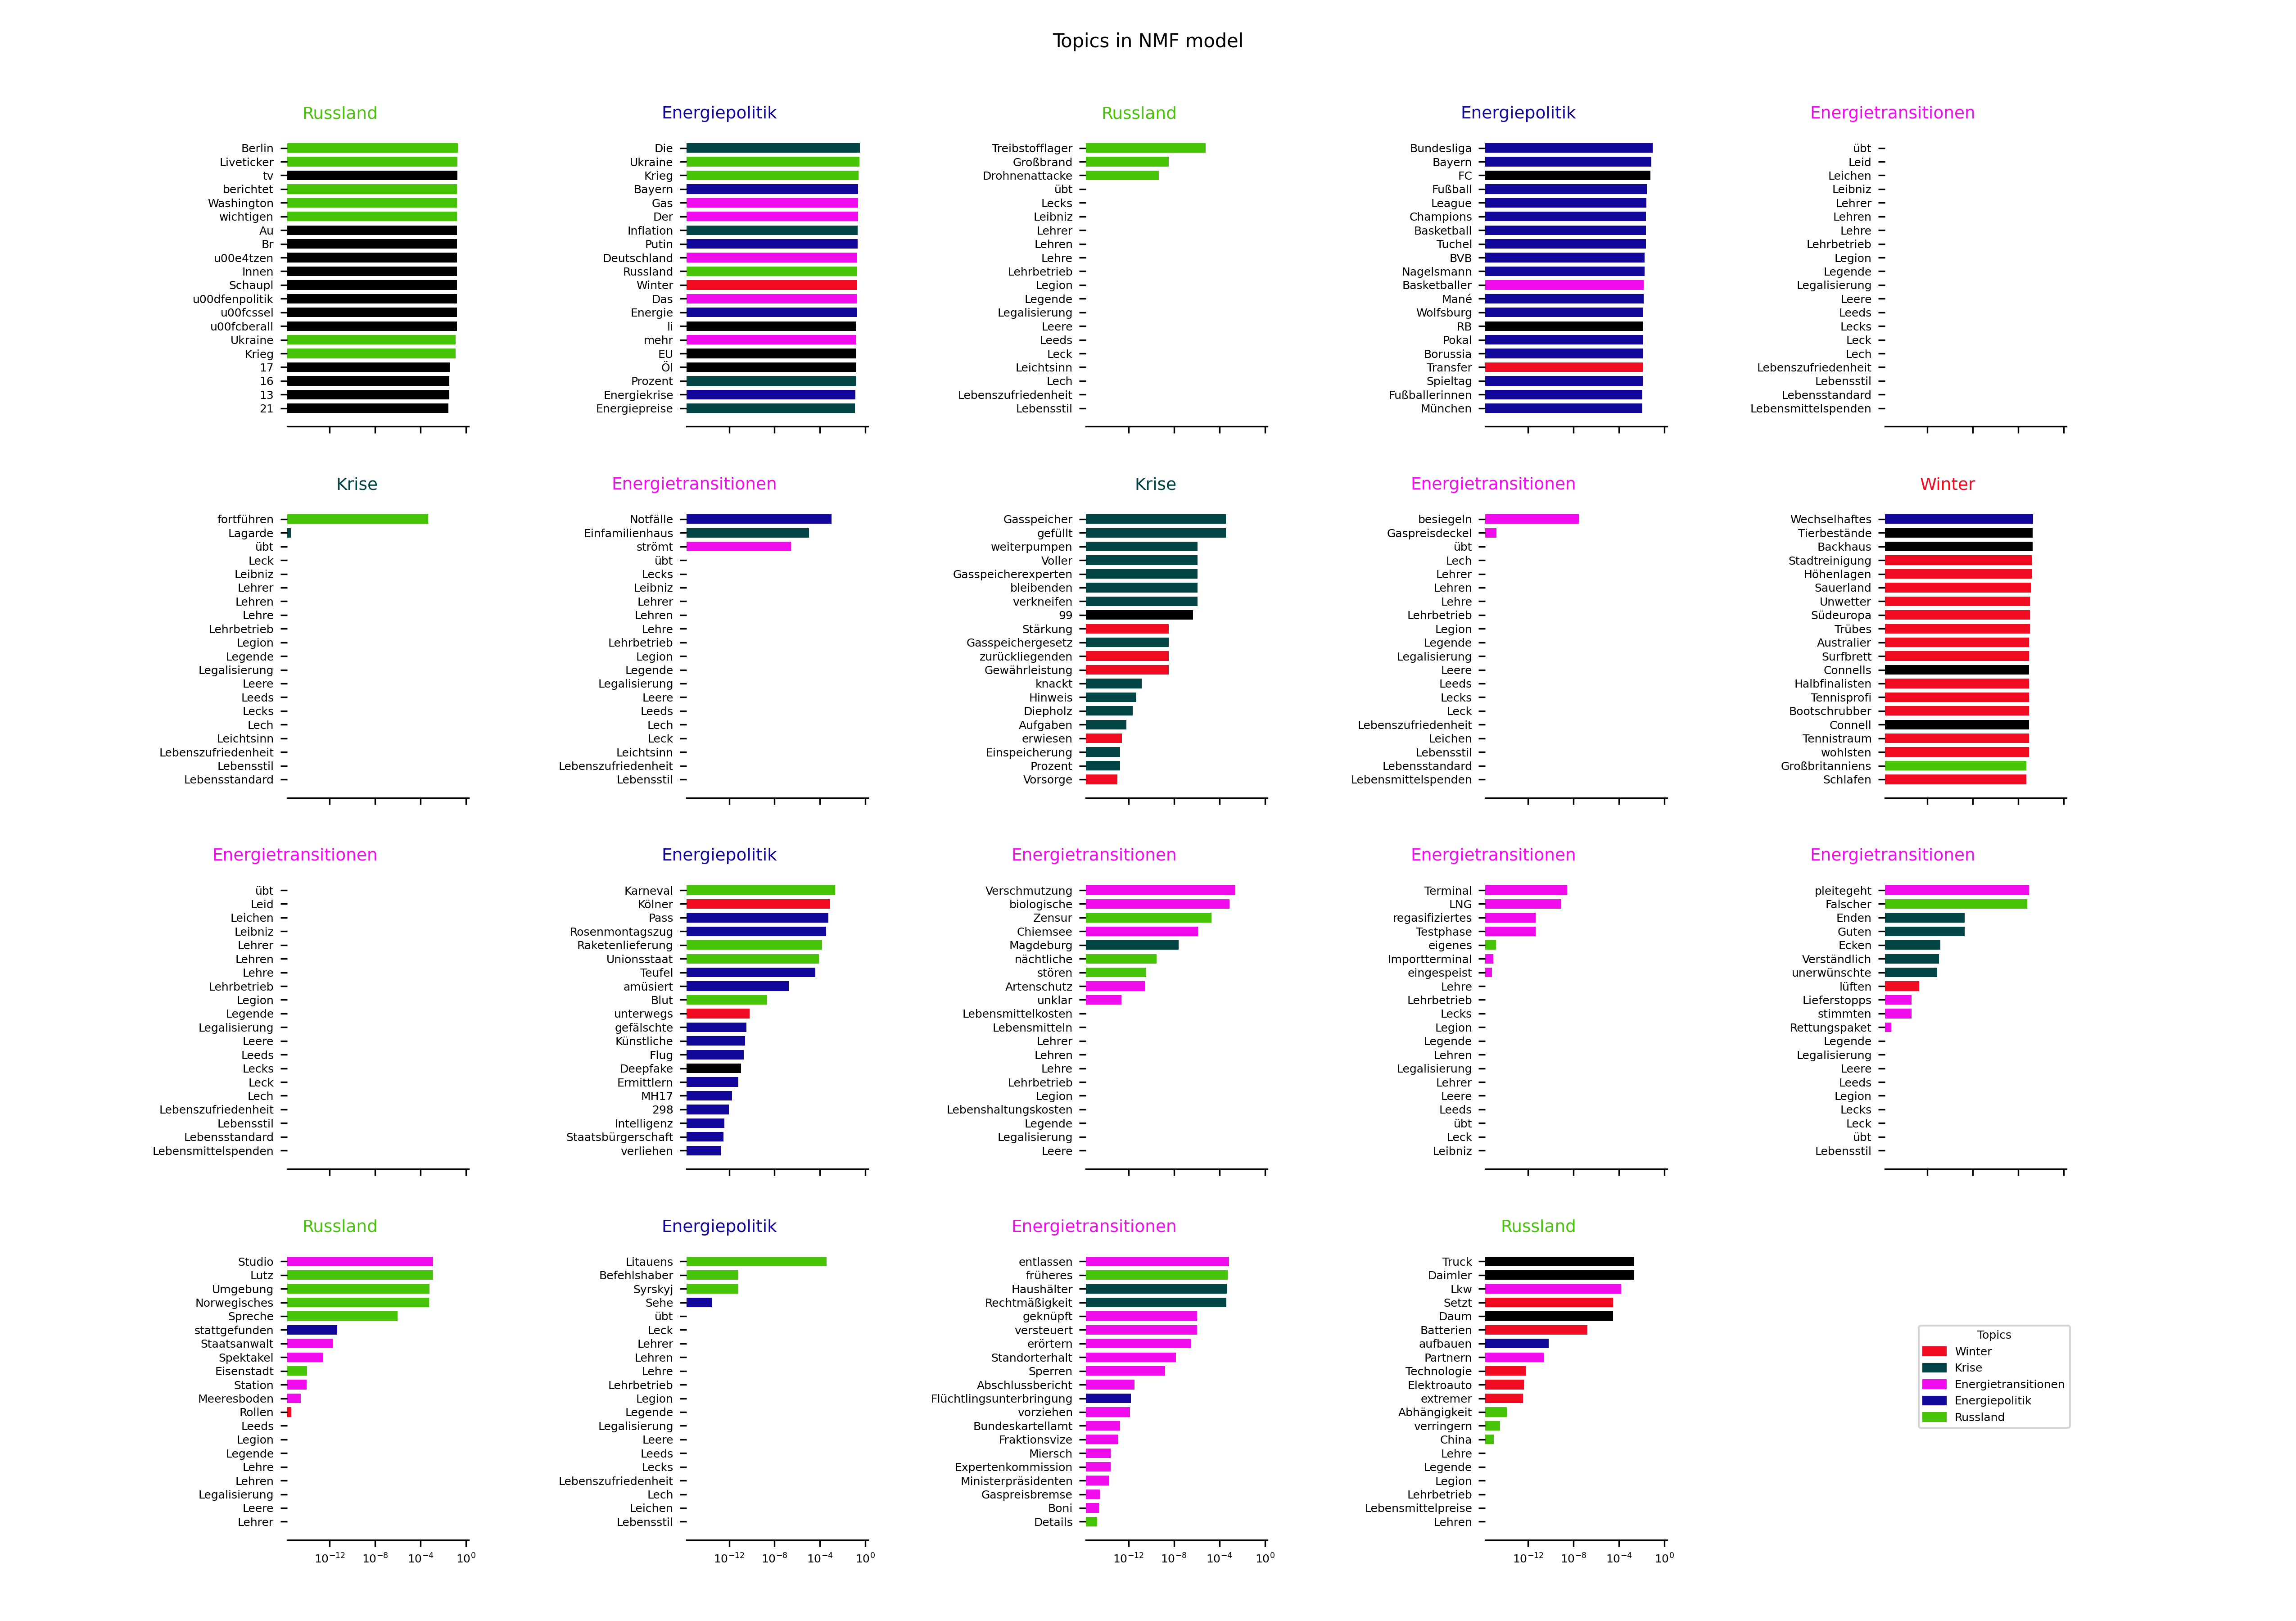 Topics in NMF model
Russland
Berlin
Liveticker
tv
berichtet
Washington
wichtigen
Au
Br
u00e4tzen
Innen
Schaupl
u00dfenpolitik
u00fcssel
u00fcberall
Ukraine
Krieg
17
16
13
21
Energiepolitik
Die
Ukraine
Krieg
Bayern
Gas
Der
Inflation
Putin
Deutschland
Russland
Winter
Das
Energie
li
mehr
EU
Öl
Prozent
Energiekrise
Energiepreise
Russland
Treibstofflager
Großbrand
Drohnenattacke
übt
Lecks
Leibniz
Lehrer
Lehren
Lehre
Lehrbetrieb
Legion
Legende
Legalisierung
Leere
Leeds
Leck
Leichtsinn
Lech
Lebenszufriedenheit
Lebensstil
Energiepolitik
Bundesliga
Bayern
FC
Fußball
League
Champions
Basketball
Tuchel
BVB
Nagelsmann
Basketballer
Mané
Wolfsburg
RB
Pokal
Borussia
Transfer
Spieltag
Fußballerinnen
München
Energietransitionen
übt
Leid
Leichen
Leibniz
Lehrer
Lehren
Lehre
Lehrbetrieb
Legion
Legende
Legalisierung
Leere
Leeds
Lecks
Leck
Lech
Lebenszufriedenheit
Lebensstil
Lebensstandard
Lebensmittelspenden
Krise
fortführen
Lagarde
übt
Leck
Leibniz
Lehrer
Lehren
Lehre
Lehrbetrieb
Legion
Legende
Legalisierung
Leere
Leeds
Lecks
Lech
Leichtsinn
Lebenszufriedenheit
Lebensstil
Lebensstandard
Energietransitionen
Notfälle
Einfamilienhaus
strömt
übt
Lecks
Leibniz
Lehrer
Lehren
Lehre
Lehrbetrieb
Legion
Legende
Legalisierung
Leere
Leeds
Lech
Leck
Leichtsinn
Lebenszufriedenheit
Lebensstil
Krise
Gasspeicher
gefüllt
weiterpumpen
Voller
Gasspeicherexperten
bleibenden
verkneifen
99
Stärkung
Gasspeichergesetz
zurückliegenden
Gewährleistung
knackt
Hinweis
Diepholz
Aufgaben
erwiesen
Einspeicherung
Prozent
Vorsorge
Energietransitionen
besiegeln
Gaspreisdeckel
übt
Lech
Lehrer
Lehren
Lehre
Lehrbetrieb
Legion
Legende
Legalisierung
Leere
Leeds
Lecks
Leck
Lebenszufriedenheit
Leichen
Lebensstil
Lebensstandard
Lebensmittelspenden
Winter
Wechselhaftes
Tierbestände
Backhaus
Stadtreinigung
Höhenlagen
Sauerland
Unwetter
Südeuropa
Trübes
Australier
Surfbrett
Connells
Halbfinalisten
Tennisprofi
Bootschrubber
Connell
Tennistraum
wohlsten
Großbritanniens
Schlafen
Energietransitionen
übt
Leid
Leichen
Leibniz
Lehrer
Lehren
Lehre
Lehrbetrieb
Legion
Legende
Legalisierung
Leere
Leeds
Lecks
Leck
Lech
Lebenszufriedenheit
Lebensstil
Lebensstandard
Lebensmittelspenden
Energiepolitik
Karneval
Kölner
Pass
Rosenmontagszug
Raketenlieferung
Unionsstaat
Teufel
amüsiert
Blut
unterwegs
gefälschte
Künstliche
Flug
Deepfake
Ermittlern
MH17
298
Intelligenz
Staatsbürgerschaft
verliehen
Energietransitionen
Verschmutzung
biologische
Zensur
Chiemsee
Magdeburg
nächtliche
stören
Artenschutz
unklar
Lebensmittelkosten
Lebensmitteln
Lehrer
Lehren
Lehre
Lehrbetrieb
Legion
Lebenshaltungskosten
Legende
Legalisierung
Leere
Energietransitionen
Terminal
LNG
regasifiziertes
Testphase
eigenes
Importterminal
eingespeist
Lehre
Lehrbetrieb
Lecks
Legion
Legende
Lehren
Legalisierung
Lehrer
Leere
Leeds
übt
Leck
Leibniz
Energietransitionen
pleitegeht
Falscher
Enden
Guten
Ecken
Verständlich
unerwünschte
lüften
Lieferstopps
stimmten
Rettungspaket
Legende
Legalisierung
Leere
Leeds
Legion
Lecks
Leck
übt
Lebensstil
Russland
Studio
Lutz
Umgebung
Norwegisches
Spreche
stattgefunden
Staatsanwalt
Spektakel
Eisenstadt
Station
Meeresboden
Rollen
Leeds
Legion
Legende
Lehre
Lehren
Legalisierung
Leere
Lehrer
10⁻¹² 10⁻⁸ 10⁻⁴ 10⁰
Energiepolitik
Litauens
Befehlshaber
Syrskyj
Sehe
übt
Leck
Lehrer
Lehren
Lehre
Lehrbetrieb
Legion
Legende
Legalisierung
Leere
Leeds
Lecks
Lebenszufriedenheit
Lech
Leichen
Lebensstil
10⁻¹² 10⁻⁸ 10⁻⁴ 10⁰
Energietransitionen
entlassen
früheres
Haushälter
Rechtmäßigkeit
geknüpft
versteuert
erörtern
Standorterhalt
Sperren
Abschlussbericht
Flüchtlingsunterbringung
vorziehen
Bundeskartellamt
Fraktionsvize
Miersch
Expertenkommission
Ministerpräsidenten
Gaspreisbremse
Boni
Details
10⁻¹² 10⁻⁸ 10⁻⁴ 10⁰
Russland
Truck
Daimler
Lkw
Setzt
Daum
Batterien
aufbauen
Partnern
Technologie
Elektroauto
extremer
Abhängigkeit
verringern
China
Lehre
Legende
Legion
Lehrbetrieb
Lebensmittelpreise
Lehren
10⁻¹² 10⁻⁸ 10⁻⁴ 10⁰
Topics
Winter
Krise
Energietransitionen
Energiepolitik
Russland